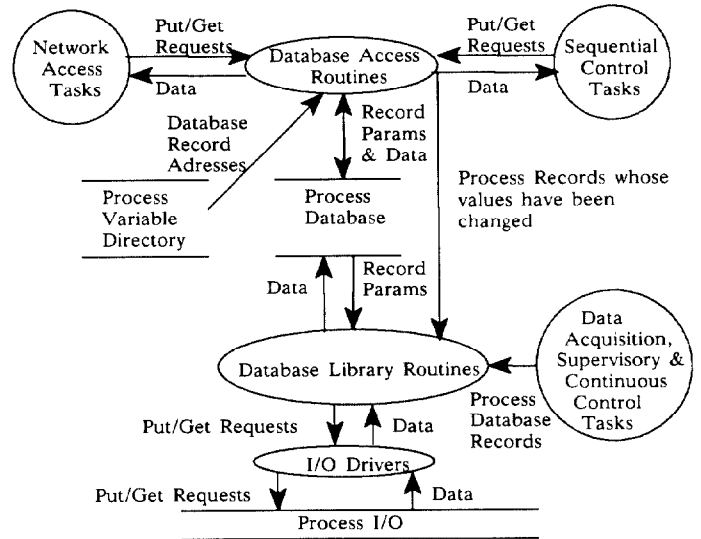 Network
Access
Tasks
Put/Get
Requests
Data
Database Access
Routines
Put/Get
Requests
Data
Sequential
Control
Tasks
Database
Record
Adresses
Record
Params
& Data
Process
Variable
Directory
Process
Database
Process Records whose
values have been
changed
Data
Record
Params
Database Library Routines
Data
Acquisition,
Supervisory &
Continuous
Control
Tasks
Process
Database
Records
Put/Get Requests
Data
I/O Drivers
Put/Get Requests
Data
Process I/O